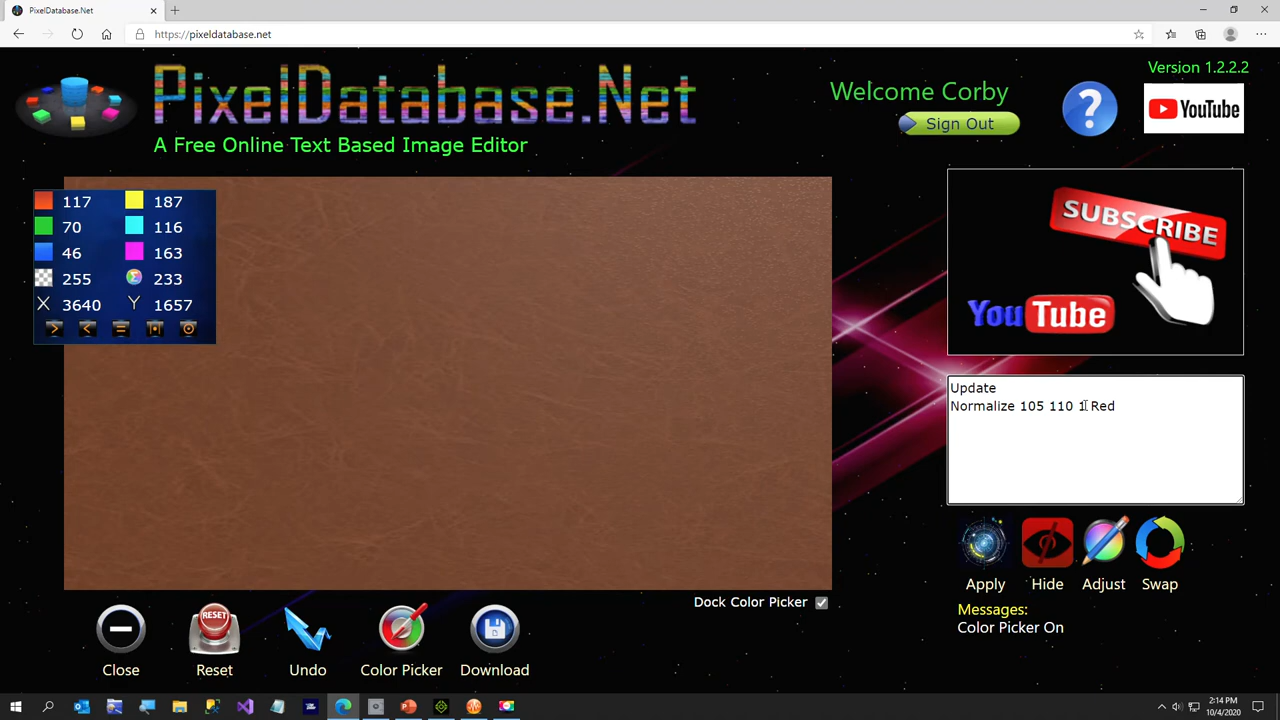 PixelDatabase.Net
https://pixeldatabase.net
PixelDatabase.Net
A Free Online Text Based Image Editor
Welcome Corby
Sign Out
?
Version 1.2.2.2
YouTube
117 187
70 116
46 163
255 Σ 233
X 3640 Y 1657
SUBSCRIBE
YouTube
Update
Normalize 105 110 1 Red
Apply Hide Adjust Swap
Messages:
Color Picker On
Dock Color Picker
RESET
Close Reset Undo Color Picker Download
2:14 PM
10/4/2020